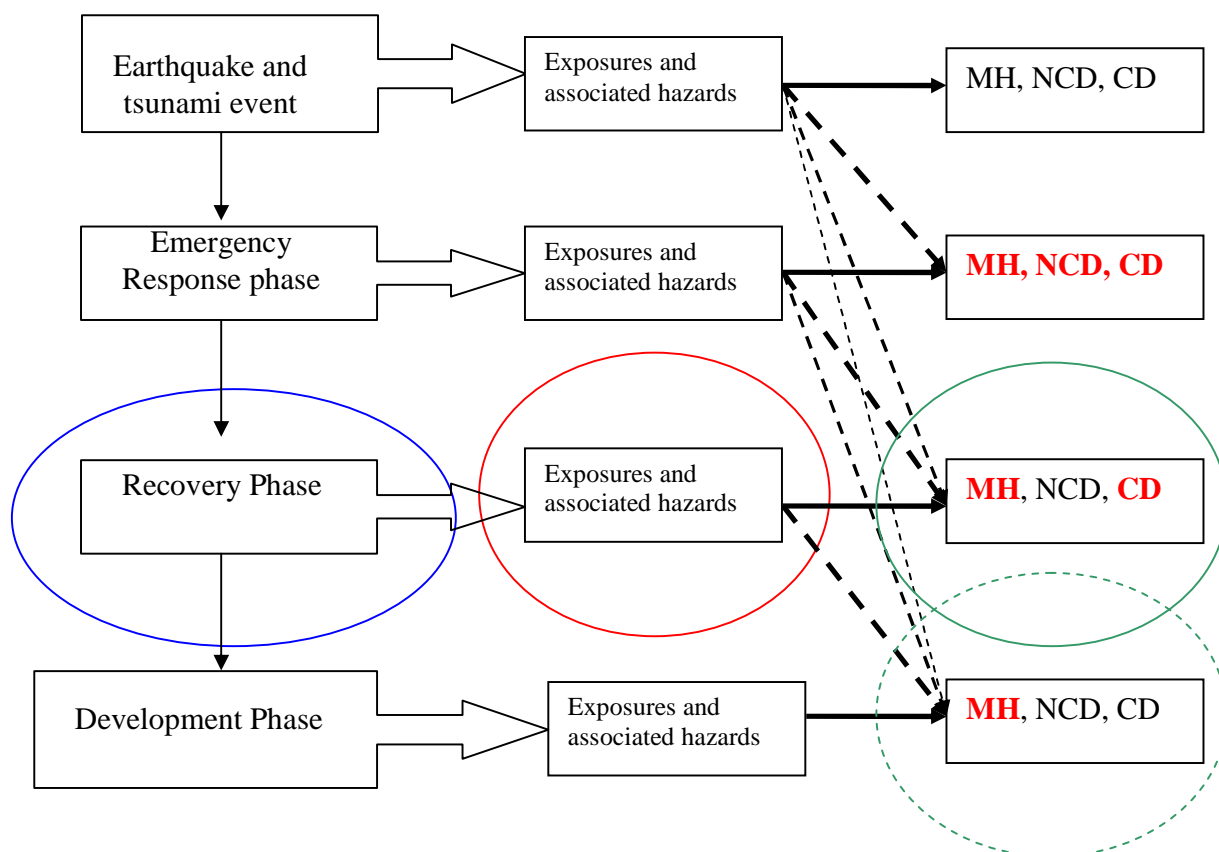 Earthquake and
tsunami event
Exposures and
associated hazards
MH, NCD, CD
Emergency
Response phase
Exposures and
associated hazards
MH, NCD, CD
Recovery Phase
Exposures and
associated hazards
MH, NCD, CD
Development Phase
Exposures and
associated hazards
MH, NCD, CD